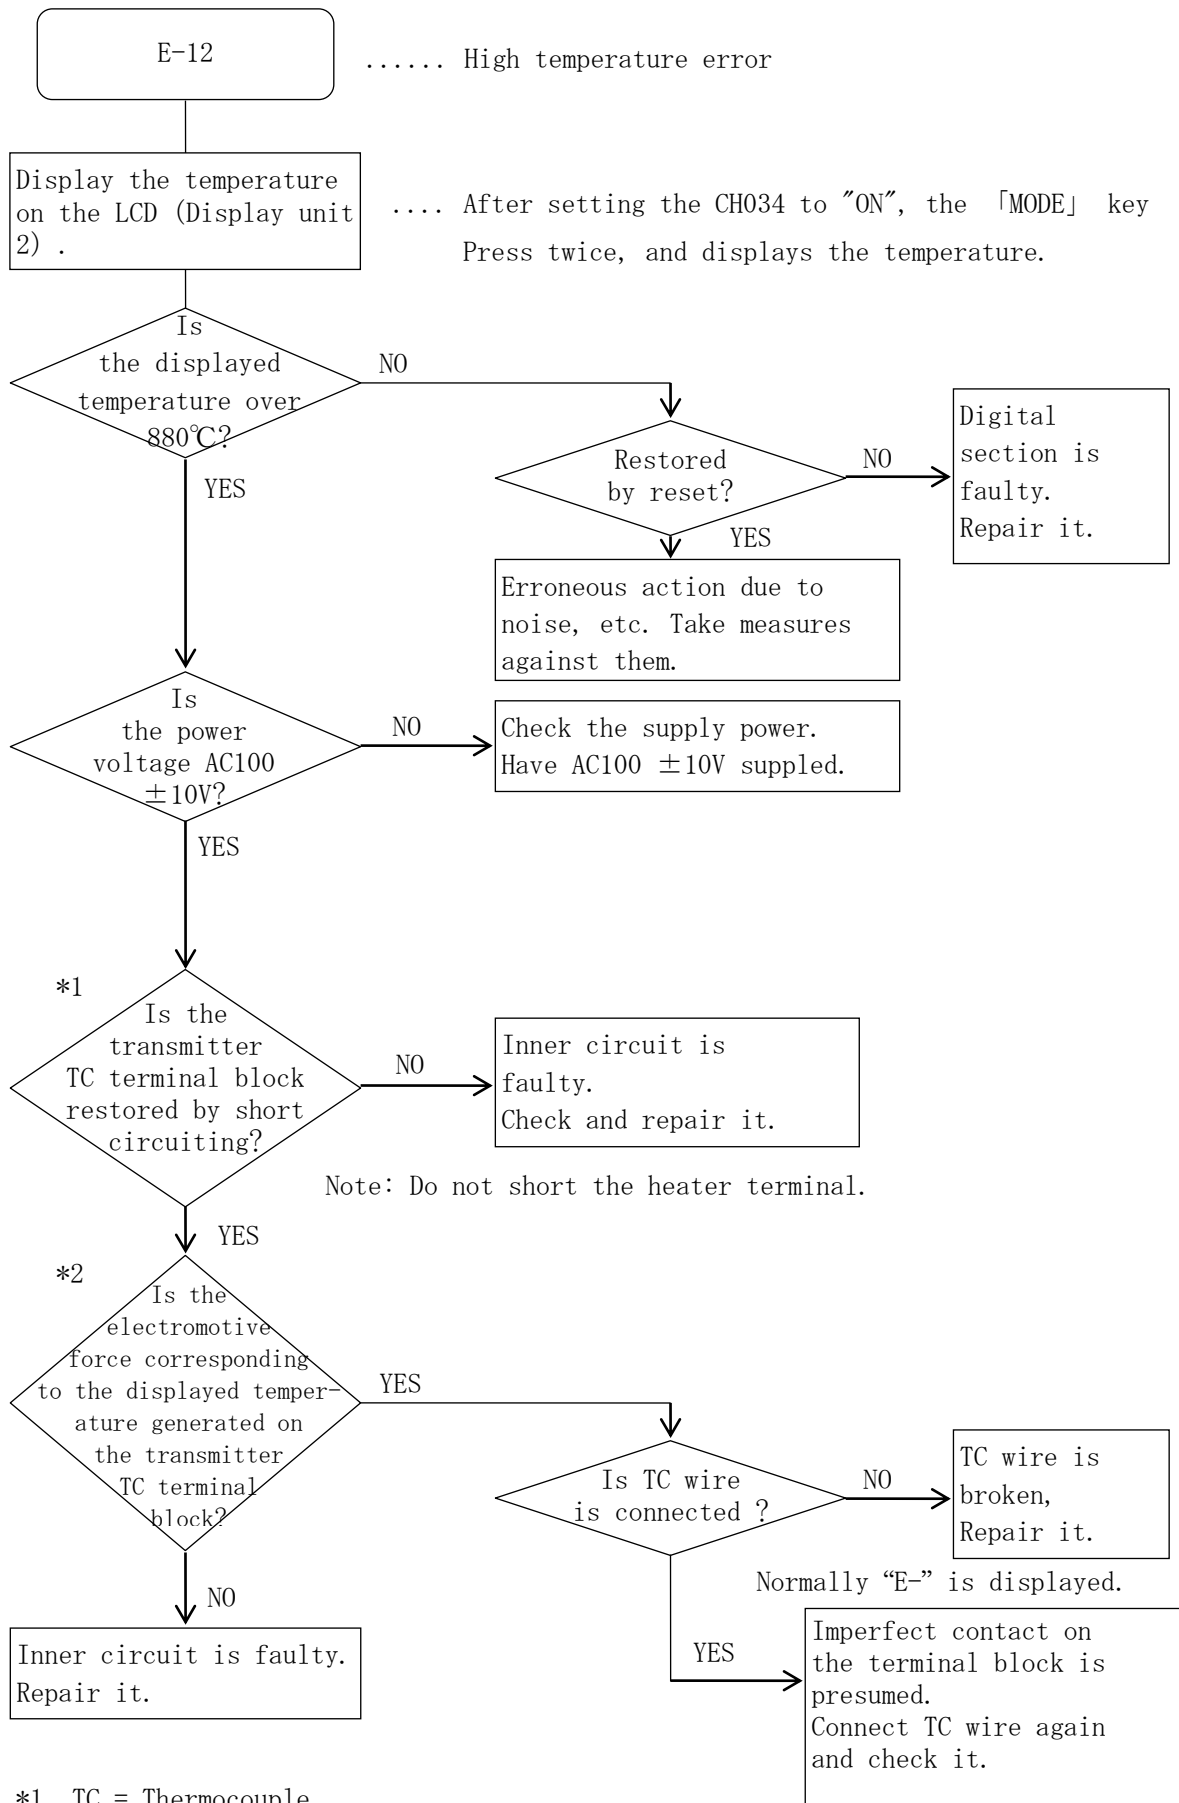 E-12
...... High temperature error
Display the temperature
on the LCD (Display unit
2) .
.... After setting the CH034 to "ON", the 「MODE」 key
Press twice, and displays the temperature.
Is
the displayed
temperature over
880℃?
NO
YES
Restored
by reset?
NO
Digital
section is
faulty.
Repair it.
YES
Erroneous action due to
noise, etc. Take measures
against them.
Is
the power
voltage AC100
±10V?
NO
Check the supply power.
Have AC100 ±10V suppled.
YES
*1
Is the
transmitter
TC terminal block
restored by short
circuiting?
NO
Inner circuit is
faulty.
Check and repair it.
Note: Do not short the heater terminal.
YES
*2
Is the
electromotive
force corresponding
to the displayed temper-
ature generated on
the transmitter
TC terminal
block?
YES
Is TC wire
is connected ?
NO
TC wire is
broken,
Repair it.
Normally “E-” is displayed.
NO
Inner circuit is faulty.
Repair it.
YES
Imperfect contact on
the terminal block is
presumed.
Connect TC wire again
and check it.
*1 TC = Thermocouple